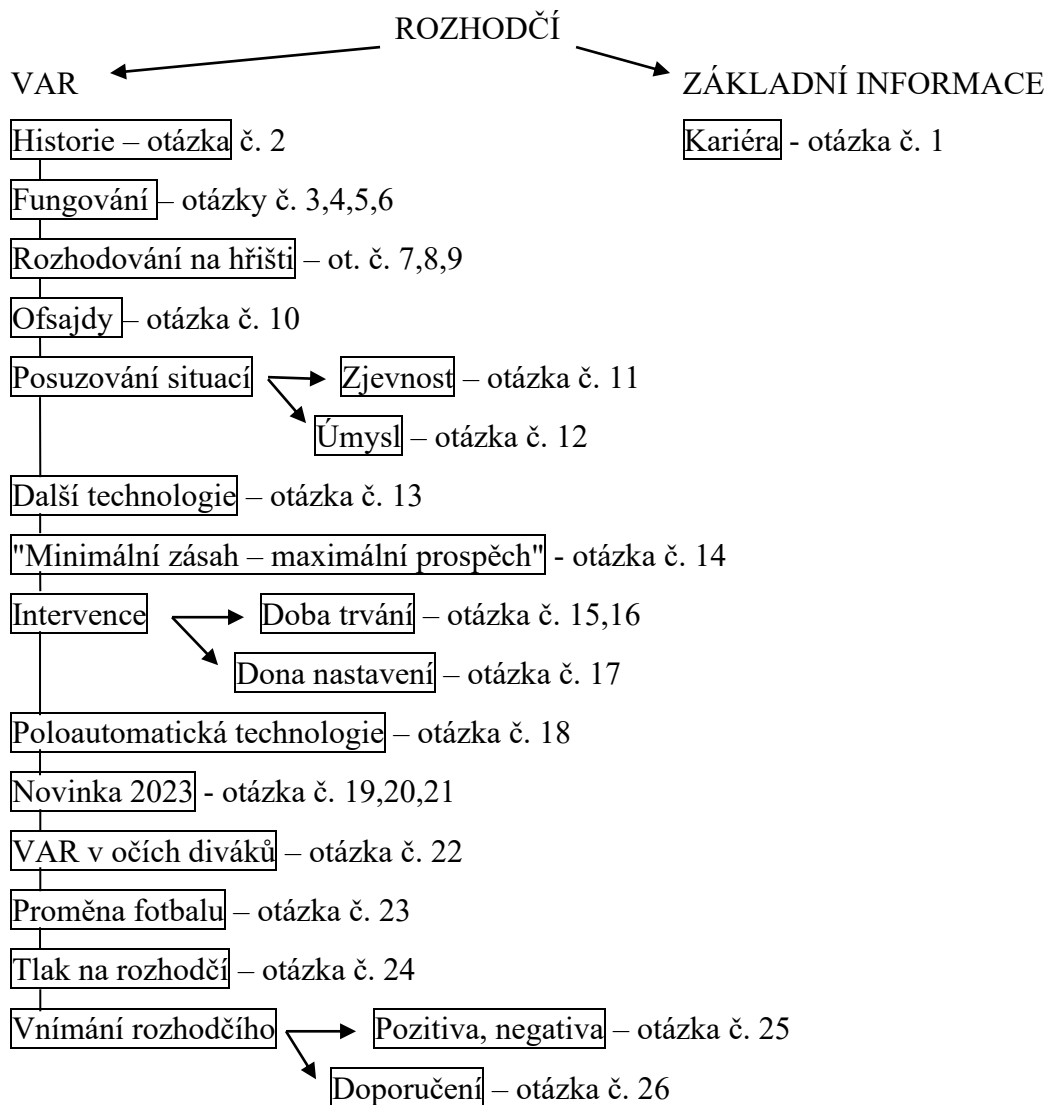 ROZHODČÍ
VAR
ZÁKLADNÍ INFORMACE
Historie – otázka č. 2
Kariéra - otázka č. 1
Fungování – otázky č. 3,4,5,6
Rozhodování na hřišti – ot. č. 7,8,9
Ofsajdy – otázka č. 10
Posuzování situací
Zjevnost – otázka č. 11
Úmysl – otázka č. 12
Další technologie – otázka č. 13
"Minimální zásah – maximální prospěch" - otázka č. 14
Intervence
Doba trvání – otázka č. 15,16
Dona nastavení – otázka č. 17
Poloautomatická technologie – otázka č. 18
Novinka 2023 - otázka č. 19,20,21
VAR v očích diváků – otázka č. 22
Proměna fotbalu – otázka č. 23
Tlak na rozhodčí – otázka č. 24
Vnímání rozhodčího
Pozitiva, negativa – otázka č. 25
Doporučení – otázka č. 26